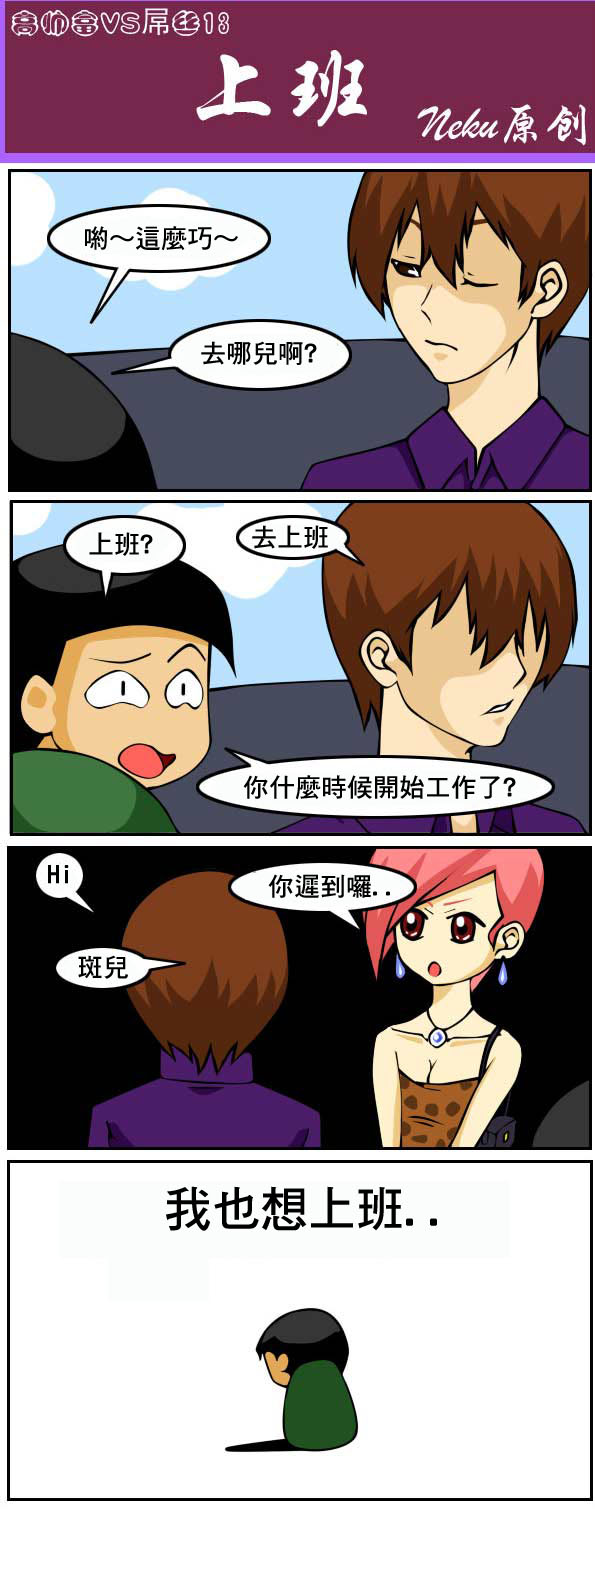 高帅富VS屌丝13
上班
Neku原创
喲～這麼巧～
去哪兒啊?
上班?
去上班
你什麼時候開始工作了?
Hi
你遲到囉..
斑兒
我也想上班..